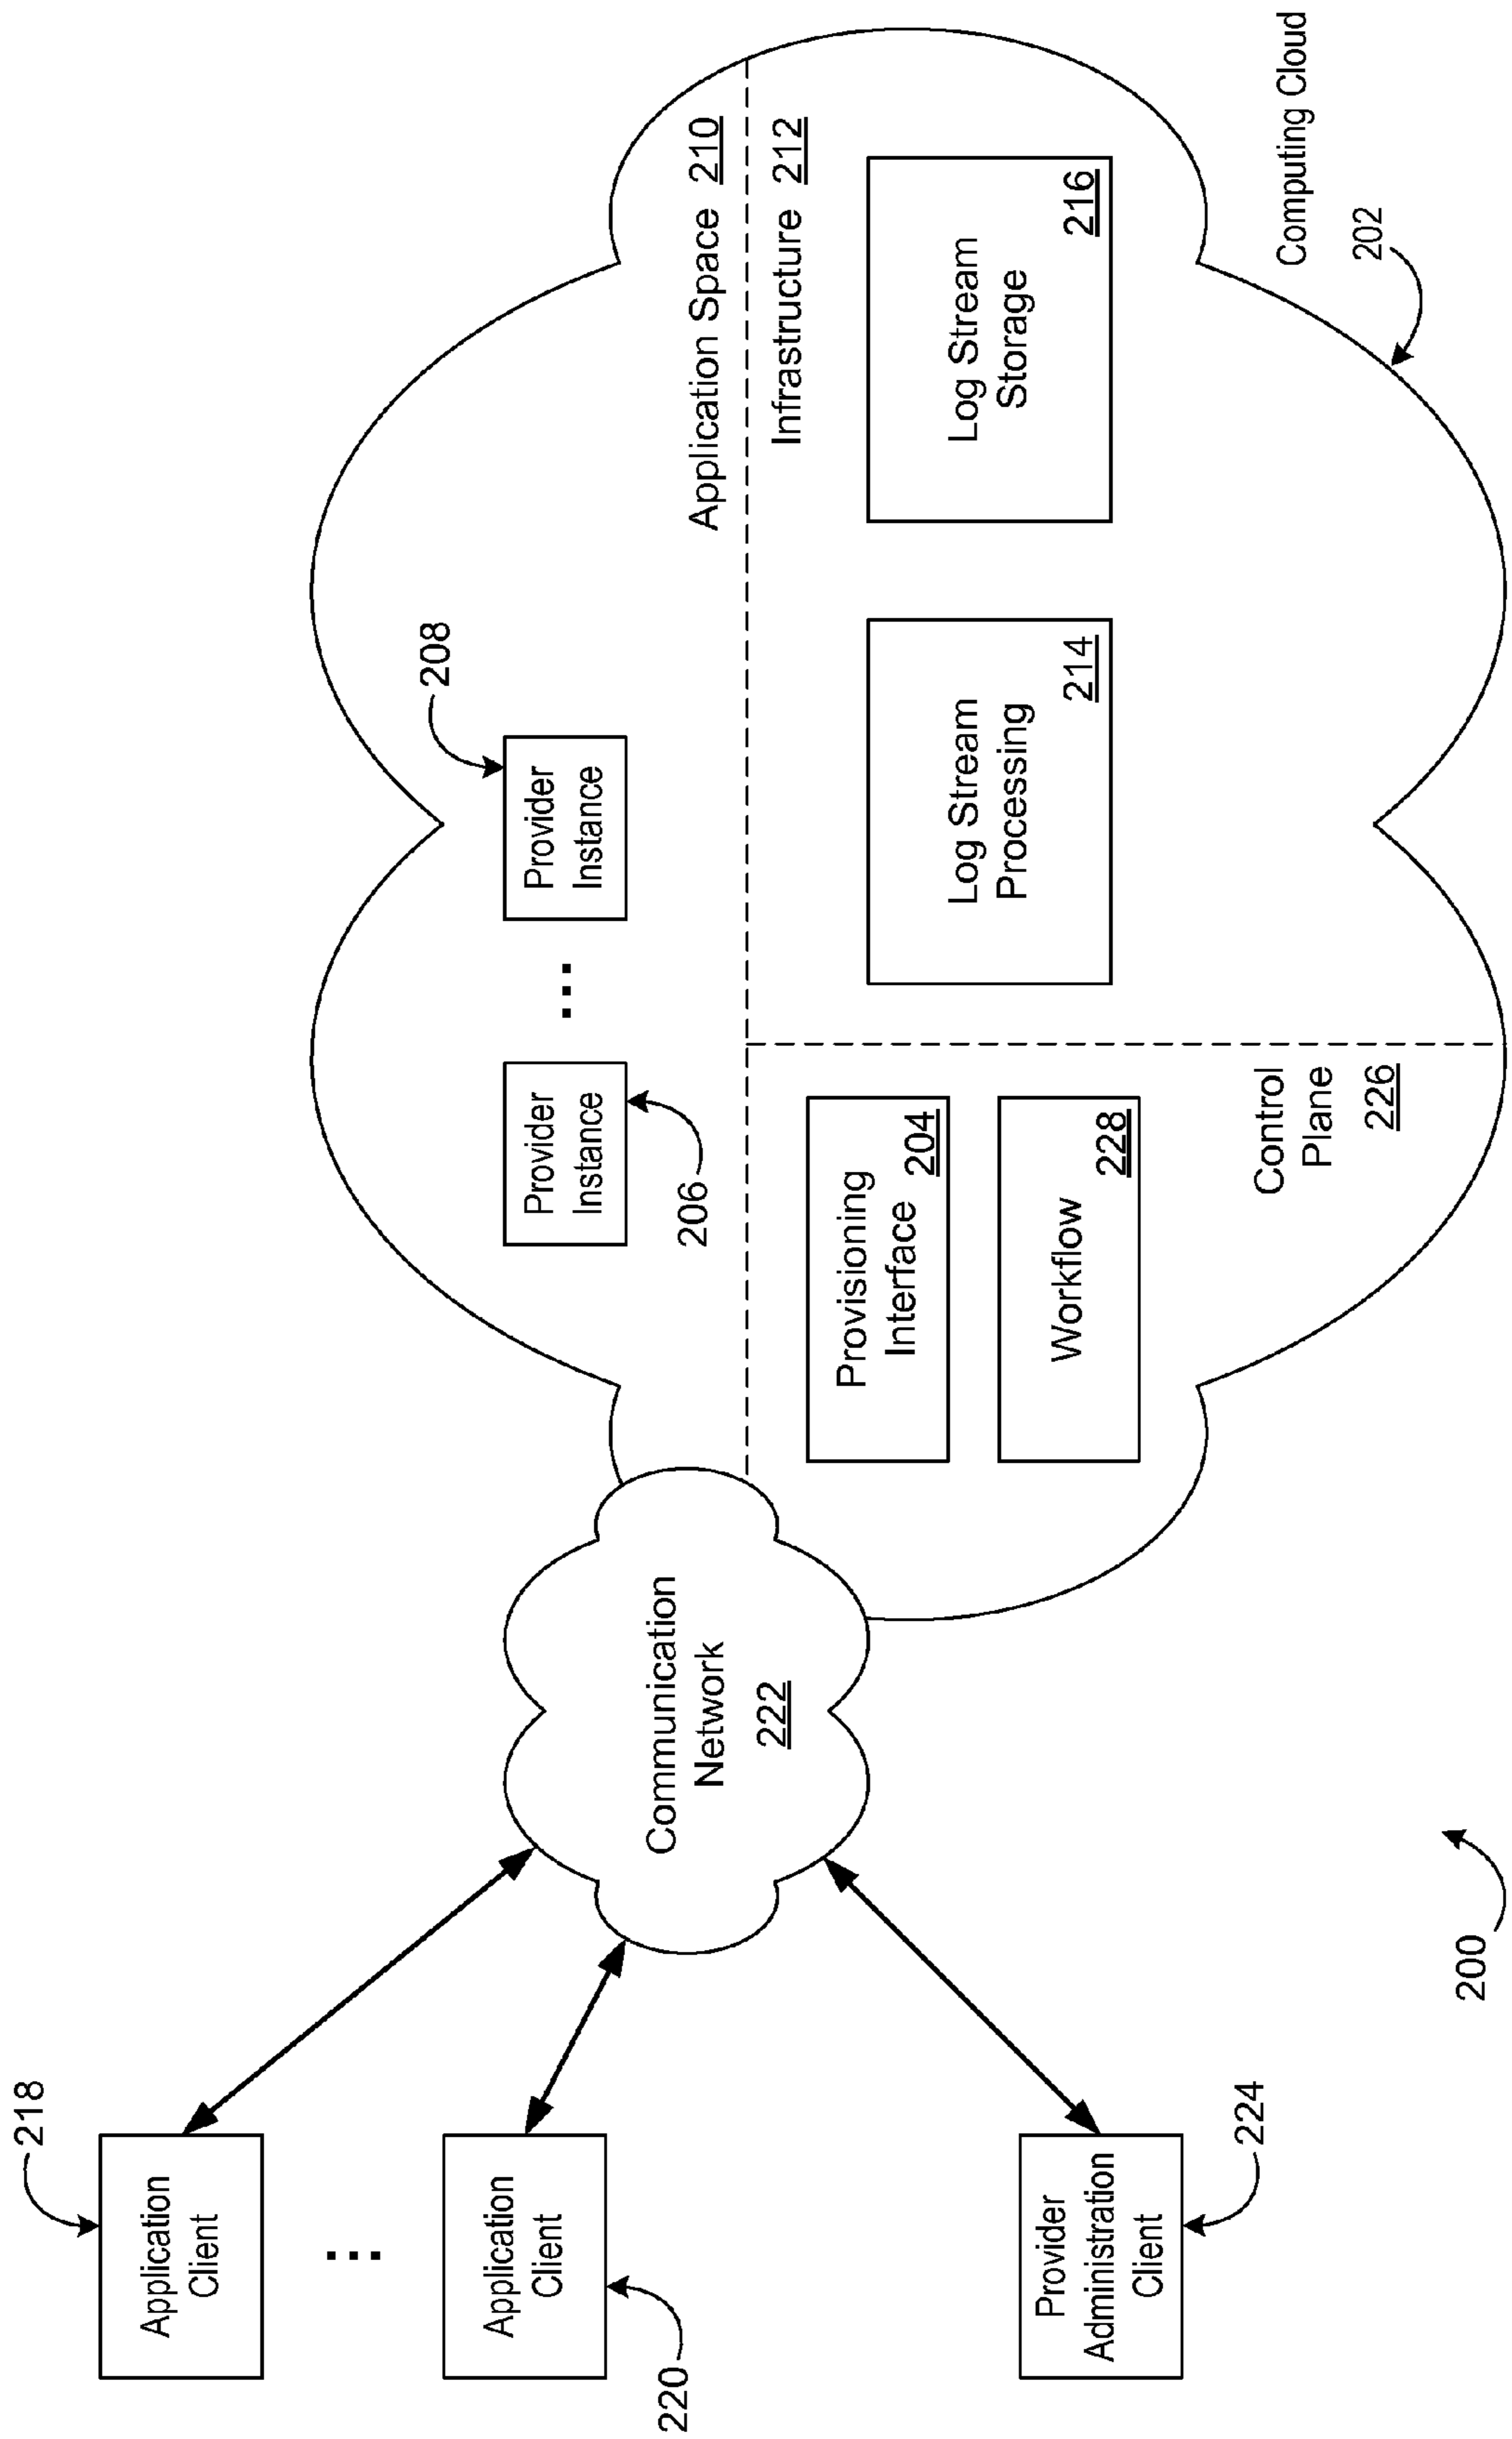 218
Application
Client
Application
Client
220
Provider
Administration
Client
224
200
Communication
Network
222
Provider
Instance
206
...
Provider
Instance
208
Application Space 210
Infrastructure 212
Provisioning
Interface 204
Workflow
228
Control
Plane
226
Log Stream
Processing
214
Log Stream
Storage
216
Computing Cloud
202